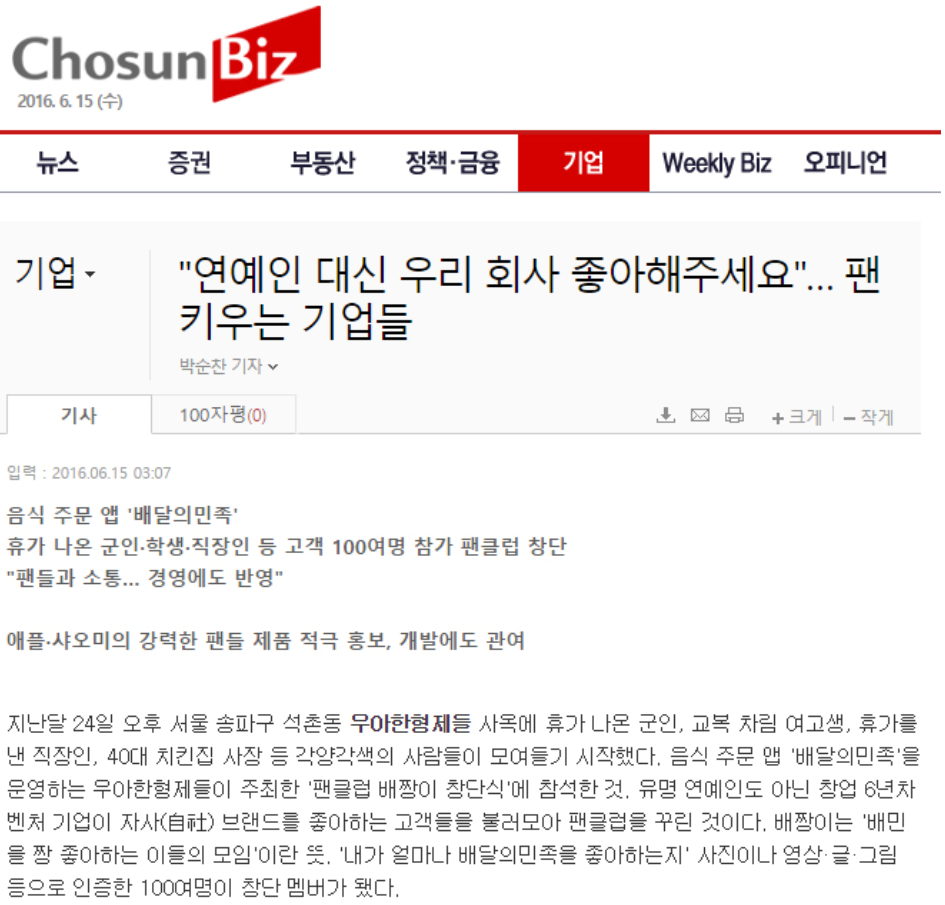 ChosunBiz
2016. 6. 15 (수)
뉴스 증권 부동산 정책·금융 기업 Weekly Biz 오피니언
기업
"연예인 대신 우리 회사 좋아해주세요"... 팬
키우는 기업들
박순찬 기자
기사 100자평(0) +크게 −작게
입력 : 2016.06.15 03:07
음식 주문 앱 '배달의민족'
휴가 나온 군인·학생·직장인 등 고객 100여명 참가 팬클럽 창단
"팬들과 소통... 경영에도 반영"
애플·샤오미의 강력한 팬들 제품 적극 홍보, 개발에도 관여
지난달 24일 오후 서울 송파구 석촌동 우아한형제들 사옥에 휴가 나온 군인, 교복 차림 여고생, 휴가를
낸 직장인, 40대 치킨집 사장 등 각양각색의 사람들이 모여들기 시작했다. 음식 주문 앱 '배달의민족'을
운영하는 우아한형제들이 주최한 '팬클럽 배짱이 창단식'에 참석한 것. 유명 연예인도 아닌 창업 6년차
벤처 기업이 자사(自社) 브랜드를 좋아하는 고객들을 불러모아 팬클럽을 꾸린 것이다. 배짱이는 '배민
을 짱 좋아하는 이들의 모임'이란 뜻. '내가 얼마나 배달의민족을 좋아하는지' 사진이나 영상·글·그림
등으로 인증한 100여명이 창단 멤버가 됐다.